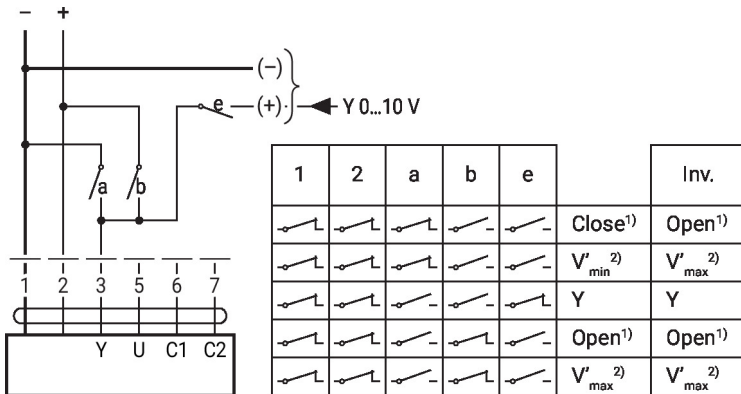 − +
(−)
e (+) Y 0...10 V
a b
1 2 3 5 6 7
Y U C1 C2
1 2 a b e Inv.
Close¹⁾ Open¹⁾
V'min²⁾ V'max²⁾
Y Y
Open¹⁾ Open¹⁾
V'max²⁾ V'max²⁾